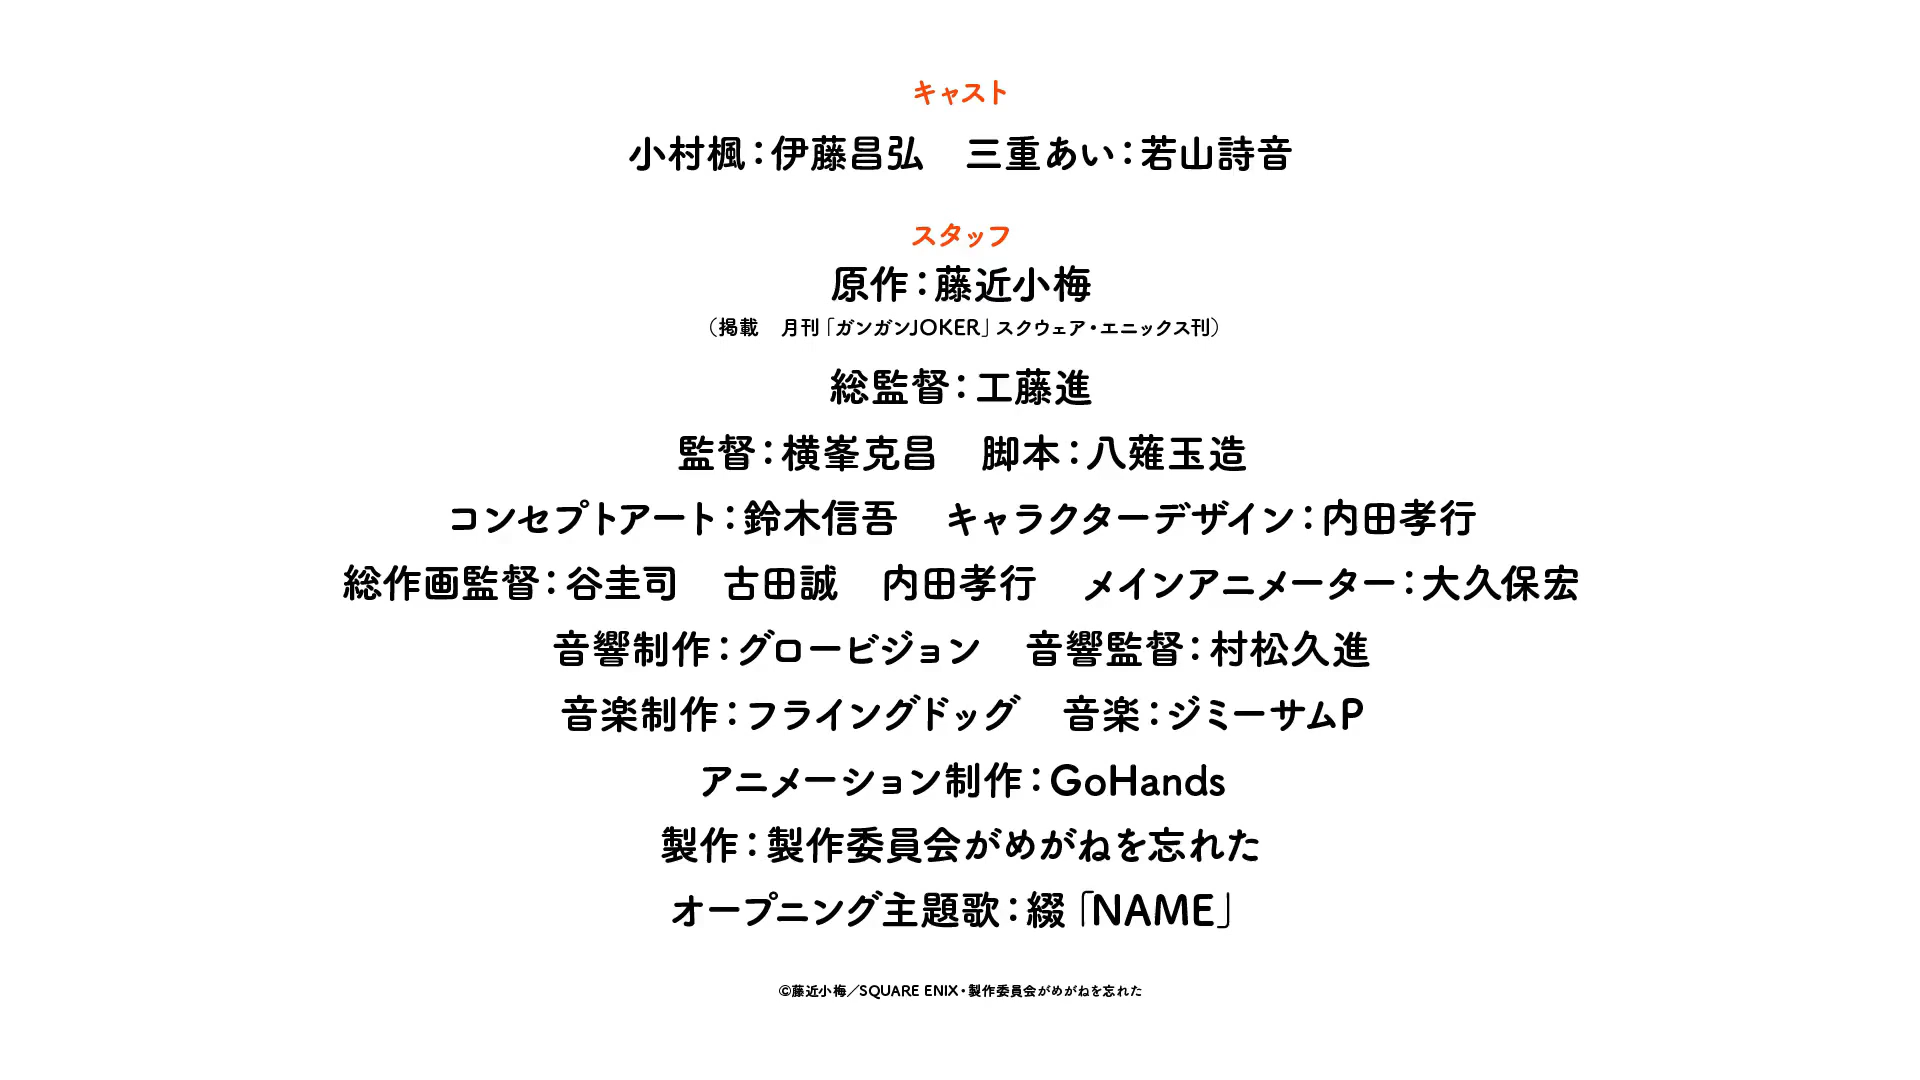 キャスト
小村楓：伊藤昌弘　三重あい：若山詩音
スタッフ
原作：藤近小梅
（掲載　月刊「ガンガンJOKER」スクウェア・エニックス刊）
総監督：工藤進
監督：横峯克昌　脚本：八薙玉造
コンセプトアート：鈴木信吾　キャラクターデザイン：内田孝行
総作画監督：谷圭司　古田誠　内田孝行　メインアニメーター：大久保宏
音響制作：グロービジョン　音響監督：村松久進
音楽制作：フライングドッグ　音楽：ジミーサムP
アニメーション制作：GoHands
製作：製作委員会がめがねを忘れた
オープニング主題歌：綴「NAME」
©藤近小梅／SQUARE ENIX・製作委員会がめがねを忘れた